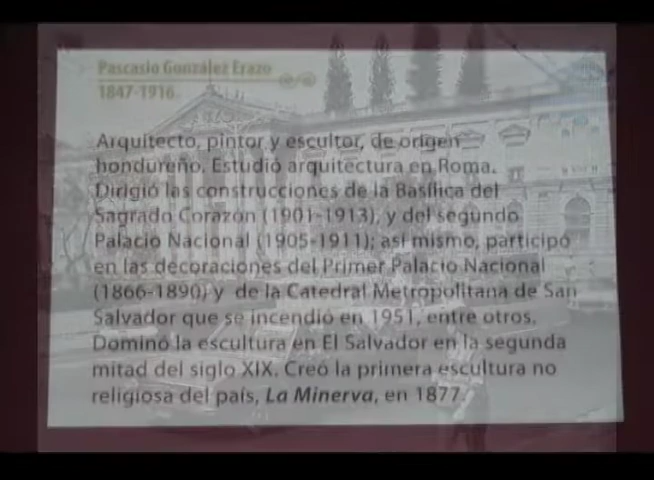 Pascasio González Erazo
1847-1916.
Arquitecto, pintor y escultor, de origen
hondureño. Estudió arquitectura en Roma.
Dirigió las construcciones de la Basílica del
Sagrado Corazón (1901-1913), y del segundo
Palacio Nacional (1905-1911); así mismo, participó
en las decoraciones del Primer Palacio Nacional
(1866-1890) y de la Catedral Metropolitana de San
Salvador que se incendió en 1951, entre otros.
Dominó la escultura en El Salvador en la segunda
mitad del siglo XIX. Creó la primera escultura no
religiosa del país, La Minerva, en 1877.